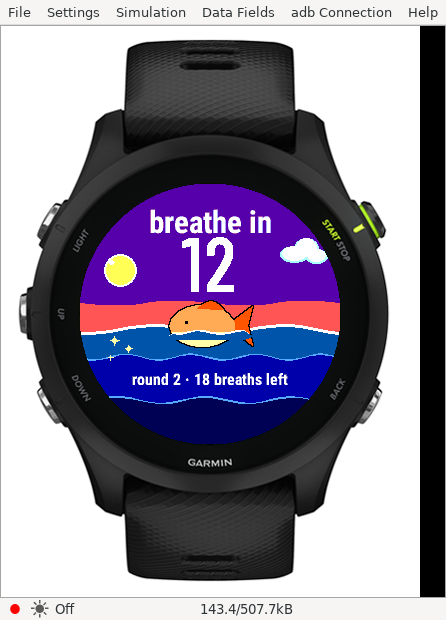 File Settings Simulation Data Fields adb Connection Help
breathe in
12
START STOP
LIGHT
UP
round 2 · 18 breaths left
DOWN
BACK
GARMIN
Off 143.4/507.7kB